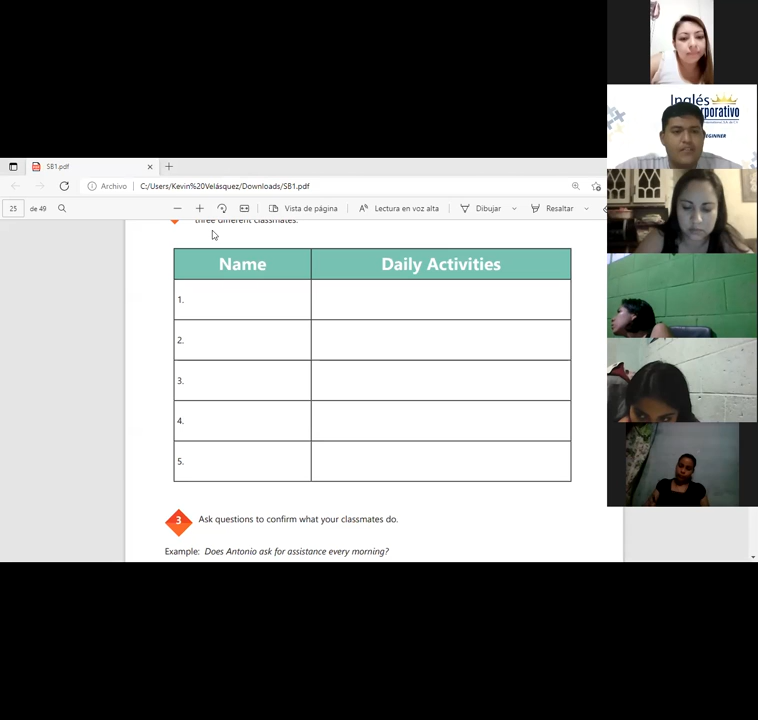 SB1.pdf
Archivo C:/Users/Kevin%20Velásquez/Downloads/SB1.pdf
25 de 49 Vista de página Lectura en voz alta Dibujar Resaltar
three different classmates.
Name Daily Activities
1.
2.
3.
4.
5.
3 Ask questions to confirm what your classmates do.
Example: Does Antonio ask for assistance every morning?
Inglés